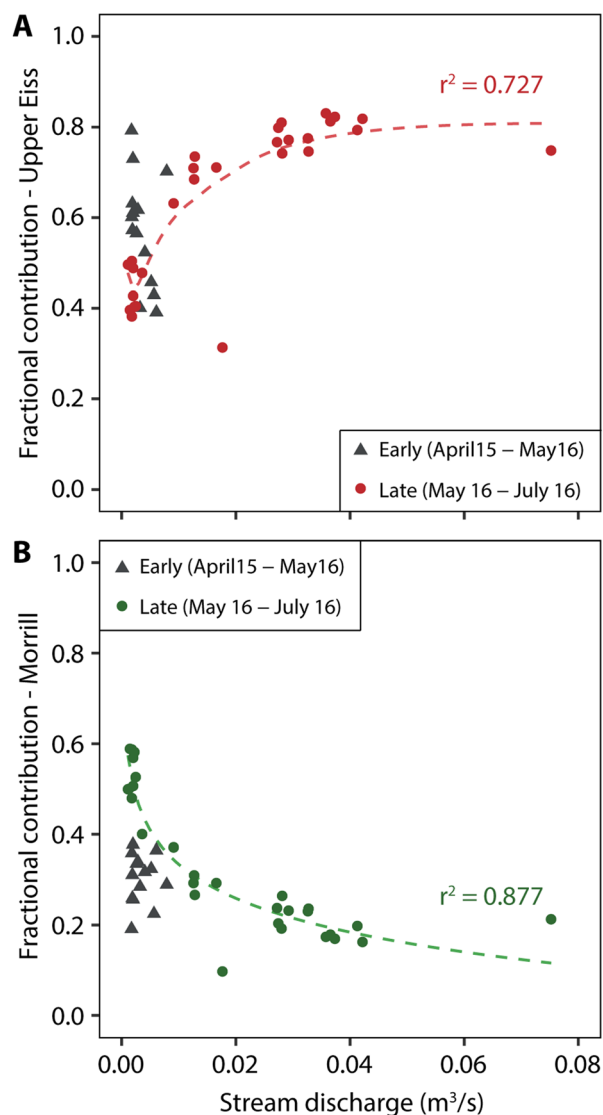 A
Fractional contribution - Upper Eiss
1.0
0.8
0.6
0.4
0.2
0.0
r² = 0.727
Early (April15 – May16)
Late (May 16 – July 16)
B
Fractional contribution - Morrill
1.0
0.8
0.6
0.4
0.2
0.0
Early (April15 – May16)
Late (May 16 – July 16)
r² = 0.877
0.00 0.02 0.04 0.06 0.08
Stream discharge (m³/s)